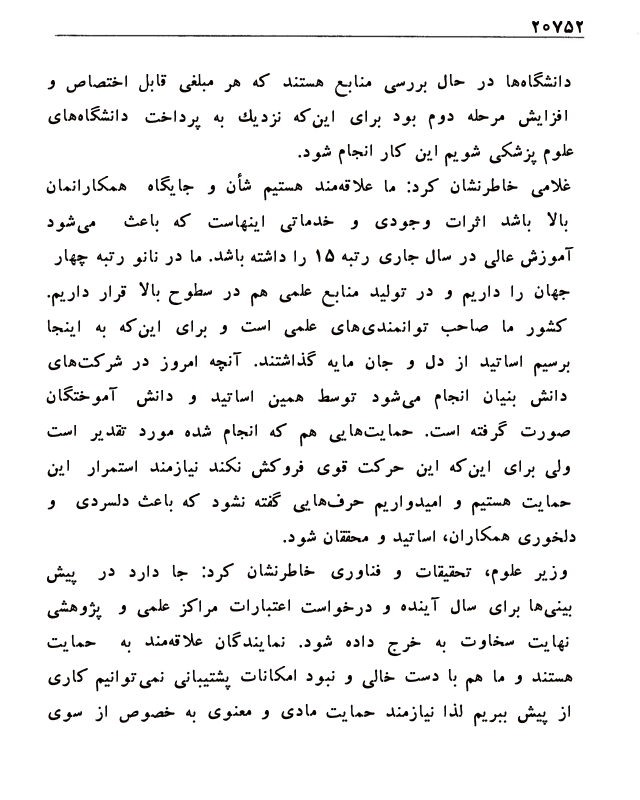 ۲۰۷۵۲
دانشگاه‌ها در حال بررسی منابع هستند که هر مبلغی قابل اختصاص و
افزایش مرحله دوم بود برای این‌که نزدیك به پرداخت دانشگاه‌های
علوم پزشکی شویم این کار انجام شود.
غلامی خاطرنشان کرد: ما علاقه‌مند هستیم شأن و جایگاه همکارانمان
بالا باشد اثرات وجودی و خدماتی اینهاست که باعث می‌شود
آموزش عالی در سال جاری رتبه ۱۵ را داشته باشد. ما در نانو رتبه چهار
جهان را داریم و در تولید منابع علمی هم در سطوح بالا قرار داریم.
کشور ما صاحب توانمندی‌های علمی است و برای این‌که به اینجا
برسیم اساتید از دل و جان مایه گذاشتند. آنچه امروز در شرکت‌های
دانش بنیان انجام می‌شود توسط همین اساتید و دانش آموختگان
صورت گرفته است. حمایت‌هایی هم که انجام شده مورد تقدیر است
ولی برای این‌که این حرکت قوی فروکش نکند نیازمند استمرار این
حمایت هستیم و امیدواریم حرف‌هایی گفته نشود که باعث دلسردی و
دلخوری همکاران، اساتید و محققان شود.
وزیر علوم، تحقیقات و فناوری خاطرنشان کرد: جا دارد در پیش
بینی‌ها برای سال آینده و درخواست اعتبارات مراکز علمی و پژوهشی
نهایت سخاوت به خرج داده شود. نمایندگان علاقه‌مند به حمایت
هستند و ما هم با دست خالی و نبود امکانات پشتیبانی نمی‌توانیم کاری
از پیش ببریم لذا نیازمند حمایت مادی و معنوی به خصوص از سوی